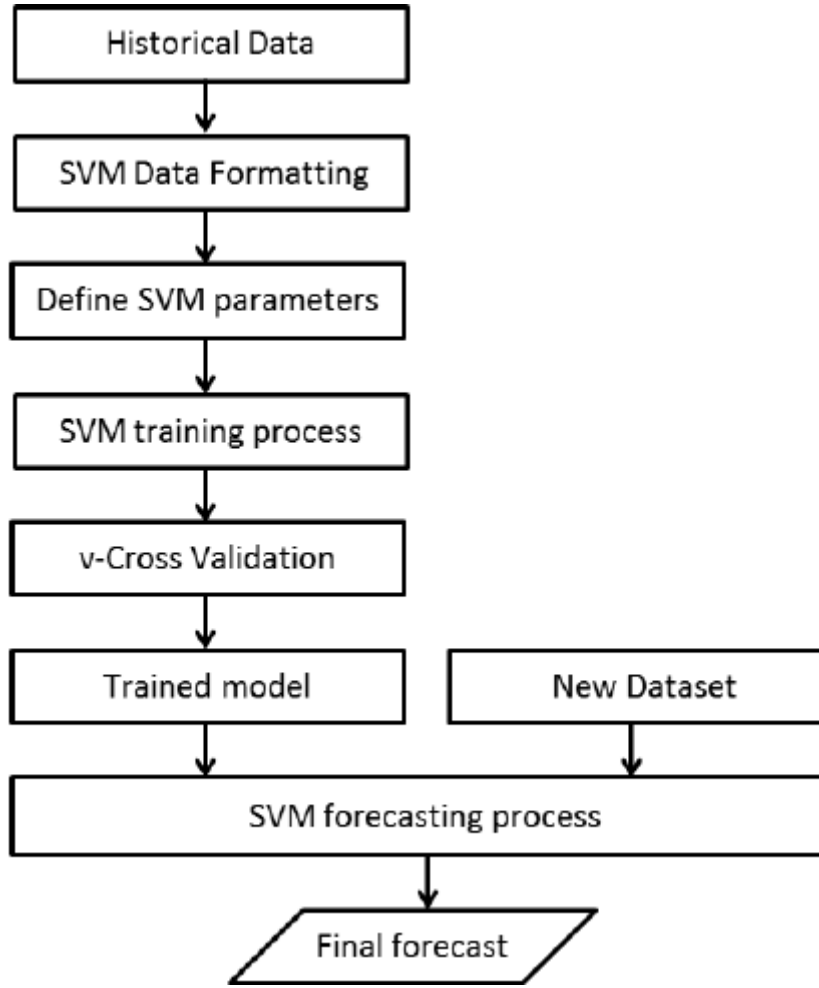 Historical Data
SVM Data Formatting
Define SVM parameters
SVM training process
ν-Cross Validation
Trained model
New Dataset
SVM forecasting process
Final forecast